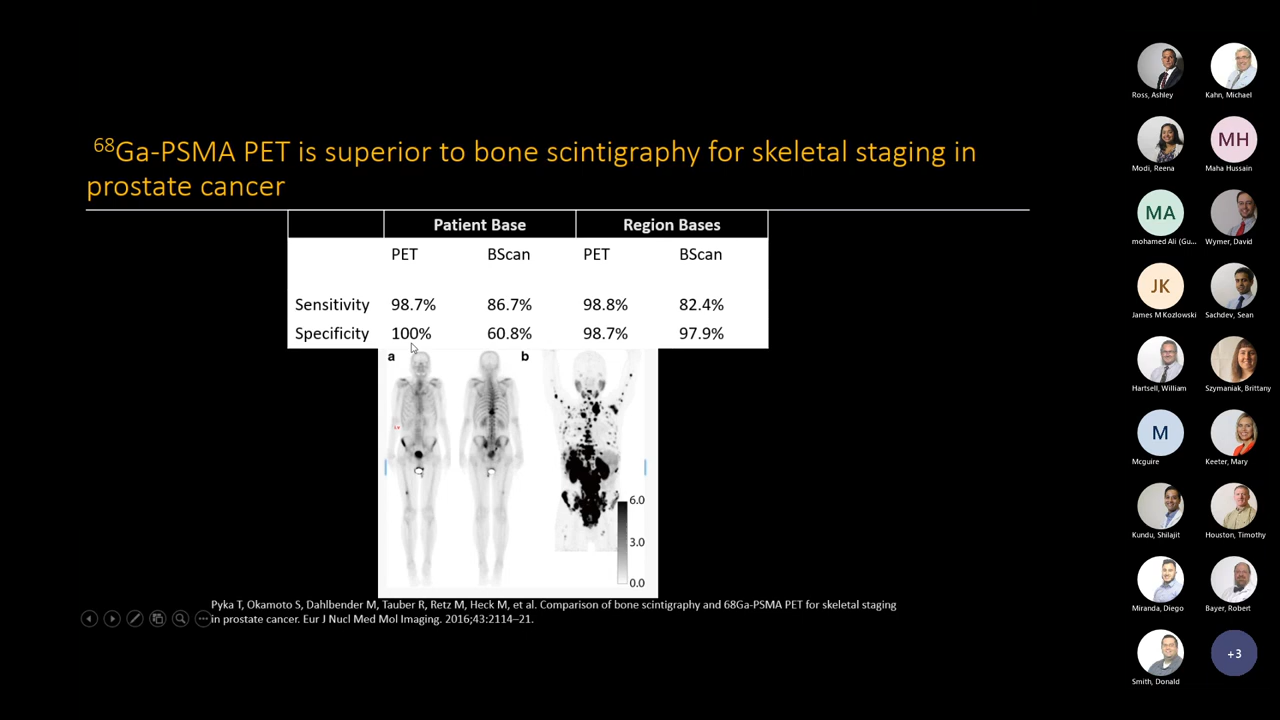 68Ga-PSMA PET is superior to bone scintigraphy for skeletal staging in
prostate cancer
Patient Base Region Bases
PET BScan PET BScan
Sensitivity 98.7% 86.7% 98.8% 82.4%
Specificity 100% 60.8% 98.7% 97.9%
a b
6.0
3.0
0.0
Pyka T, Okamoto S, Dahlbender M, Tauber R, Retz M, Heck M, et al. Comparison of bone scintigraphy and 68Ga-PSMA PET for skeletal staging
in prostate cancer. Eur J Nucl Med Mol Imaging. 2016;43:2114–21.
Ross, Ashley Kahn, Michael
MH
Modi, Reena Maha Hussain
MA
mohamed Ali (Gu... Wymer, David
JK
James M Kozlowski Sachdev, Sean
Hartsell, William Szymaniak, Brittany
M
Mcguire Keeter, Mary
Kundu, Shilajit Houston, Timothy
Miranda, Diego Bayer, Robert
+3
Smith, Donald